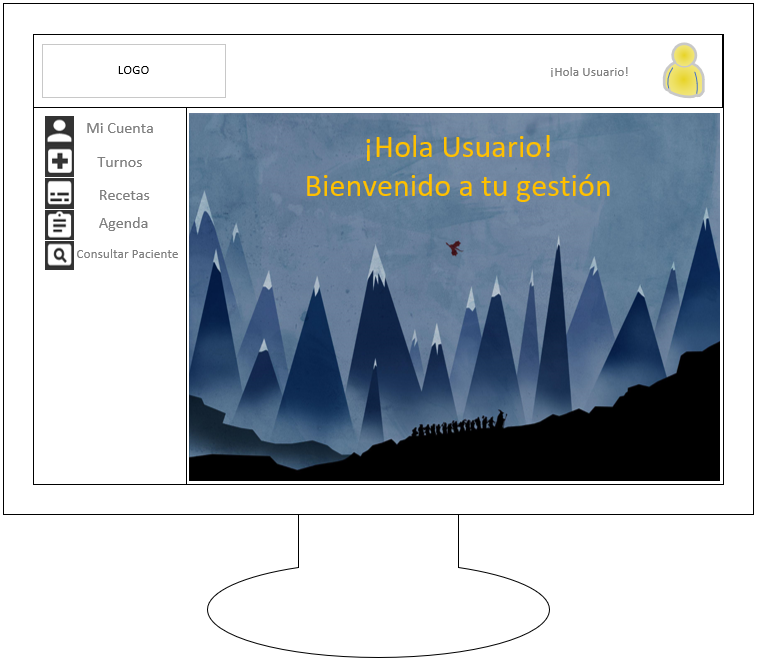 LOGO
¡Hola Usuario!
Mi Cuenta
Turnos
Recetas
Agenda
Consultar Paciente
¡Hola Usuario!
Bienvenido a tu gestión